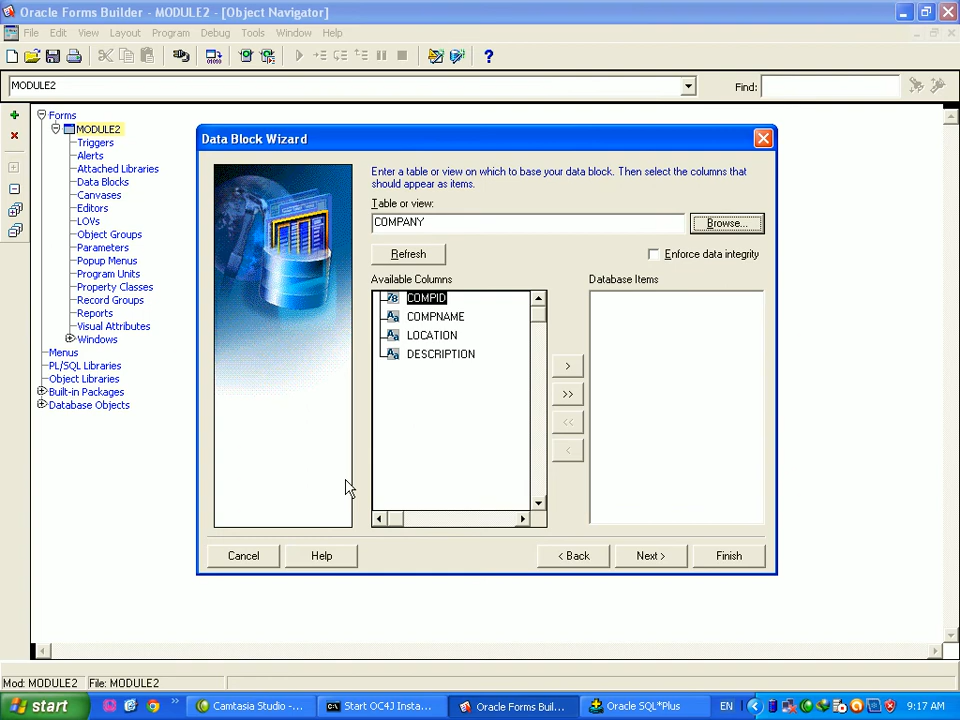 Oracle Forms Builder - MODULE2 - [Object Navigator]
File Edit View Layout Program Debug Tools Window Help
MODULE2
Find:
Forms
MODULE2
Triggers
Alerts
Attached Libraries
Data Blocks
Canvases
Editors
LOVs
Object Groups
Parameters
Popup Menus
Program Units
Property Classes
Record Groups
Reports
Visual Attributes
Windows
Menus
PL/SQL Libraries
Object Libraries
Built-in Packages
Database Objects
Data Block Wizard
Enter a table or view on which to base your data block. Then select the columns that
should appear as items.
Table or view:
COMPANY
Browse...
Refresh
Enforce data integrity
Available Columns
Database Items
COMPID
COMPNAME
LOCATION
DESCRIPTION
>
>>
<<
<
Cancel
Help
< Back
Next >
Finish
Mod: MODULE2 File: MODULE2
start
Camtasia Studio - ...
Start OC4J Insta...
Oracle Forms Buil...
Oracle SQL*Plus
EN
9:17 AM